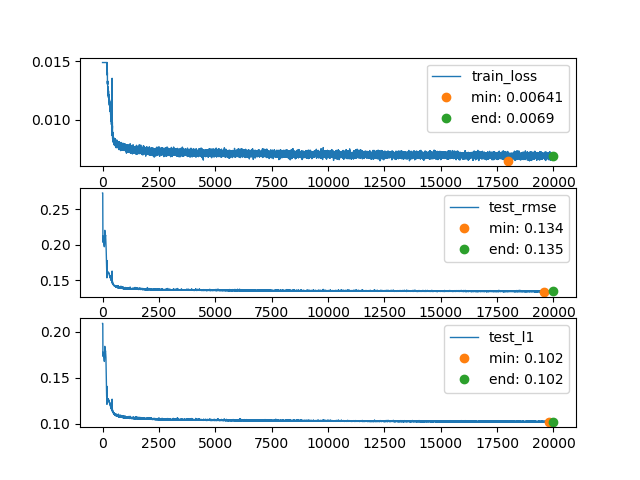 0.015
0.010
train_loss
min: 0.00641
end: 0.0069
0 2500 5000 7500 10000 12500 15000 17500 20000
0.25
0.20
0.15
test_rmse
min: 0.134
end: 0.135
0 2500 5000 7500 10000 12500 15000 17500 20000
0.20
0.15
0.10
test_l1
min: 0.102
end: 0.102
0 2500 5000 7500 10000 12500 15000 17500 20000